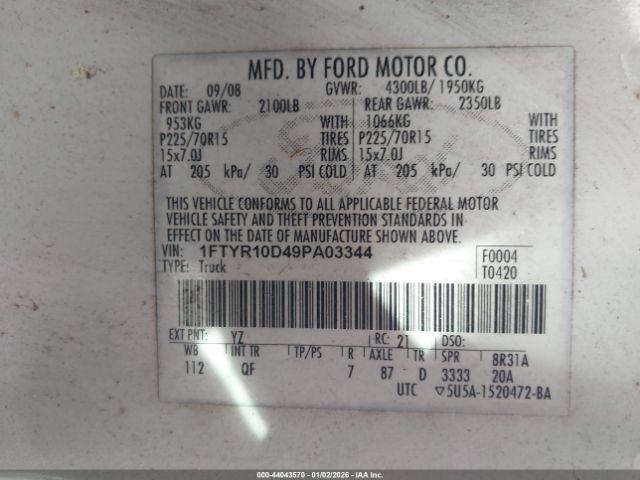 MFD. BY FORD MOTOR CO.
DATE: 09/08 GVWR: 4300LB/ 1950KG
FRONT GAWR: 2100LB REAR GAWR: 2350LB
953KG WITH 1066KG WITH
P225/70R15 TIRES P225/70R15 TIRES
15x7.0J RIMS 15x7.0J RIMS
AT 205 kPa/ 30 PSI COLD AT 205 kPa/ 30 PSI COLD
THIS VEHICLE CONFORMS TO ALL APPLICABLE FEDERAL MOTOR
VEHICLE SAFETY AND THEFT PREVENTION STANDARDS IN
EFFECT ON THE DATE OF MANUFACTURE SHOWN ABOVE.
VIN: 1FTYR10D49PA03344 F0004
TYPE: Truck T0420
EXT PNT: YZ RC: 21 DSO:
WB INT TR TP/PS R AXLE TR SPR 8R31A
112 QF 7 87 D 3333 20A
UTC ▽5U5A-1520472-BA
000-44043570 | 01/02/2026 - IAA, Inc.